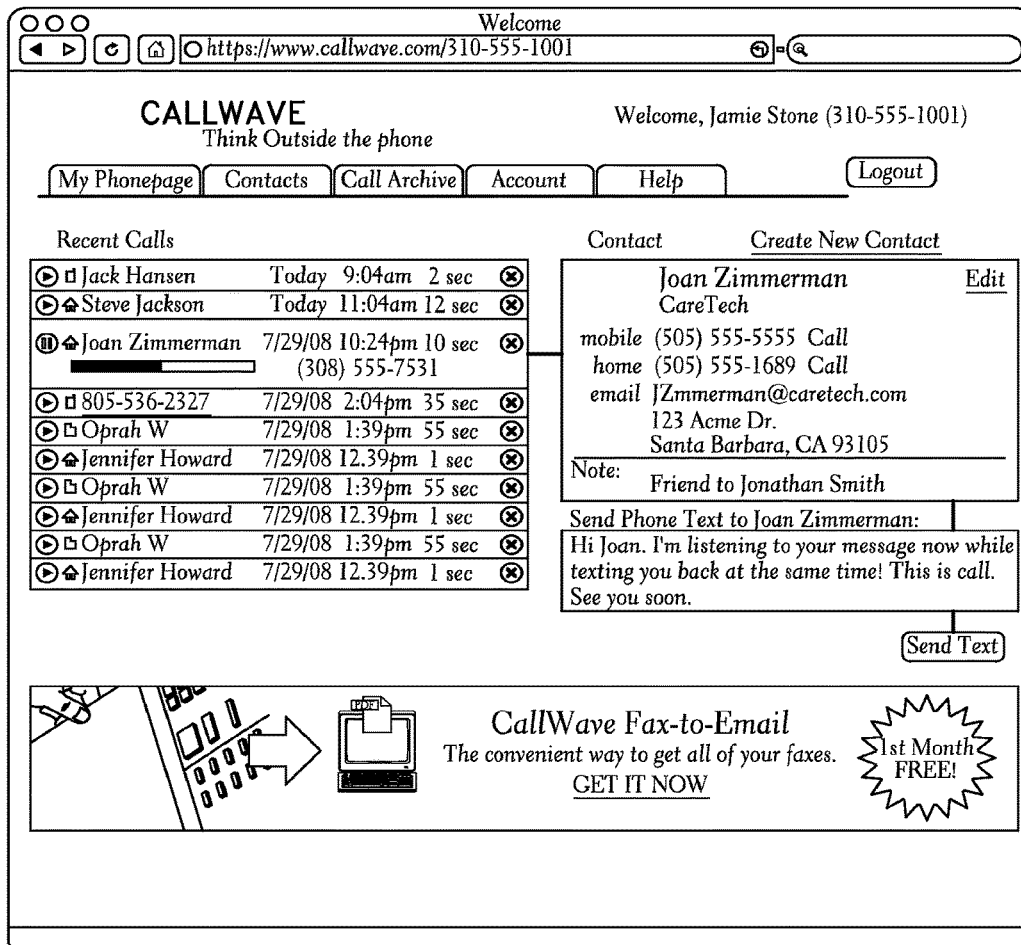 Welcome
https://www.callwave.com/310-555-1001
CALLWAVE
Think Outside the phone
Welcome, Jamie Stone (310-555-1001)
My Phonepage Contacts Call Archive Account Help Logout
Recent Calls
Jack Hansen Today 9:04am 2 sec
Steve Jackson Today 11:04am 12 sec
Joan Zimmerman 7/29/08 10:24pm 10 sec
(308) 555-7531
805-536-2327 7/29/08 2:04pm 35 sec
Oprah W 7/29/08 1:39pm 55 sec
Jennifer Howard 7/29/08 12.39pm 1 sec
Oprah W 7/29/08 1:39pm 55 sec
Jennifer Howard 7/29/08 12.39pm 1 sec
Oprah W 7/29/08 1:39pm 55 sec
Jennifer Howard 7/29/08 12.39pm 1 sec
Contact Create New Contact
Joan Zimmerman Edit
CareTech
mobile (505) 555-5555 Call
home (505) 555-1689 Call
email JZmmerman@caretech.com
123 Acme Dr.
Santa Barbara, CA 93105
Note:
Friend to Jonathan Smith
Send Phone Text to Joan Zimmerman:
Hi Joan. I'm listening to your message now while
texting you back at the same time! This is call.
See you soon.
Send Text
PDF
CallWave Fax-to-Email
The convenient way to get all of your faxes.
GET IT NOW
1st Month
FREE!